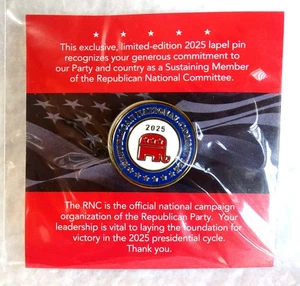 This exclusive, limited-edition 2025 lapel pin
recognizes your generous commitment to
our Party and country as a Sustaining Member
of the Republican National Committee.
2025
The RNC is the official national campaign
organization of the Republican Party. Your
leadership is vital to laying the foundation for
victory in the 2025 presidential cycle.
Thank you.